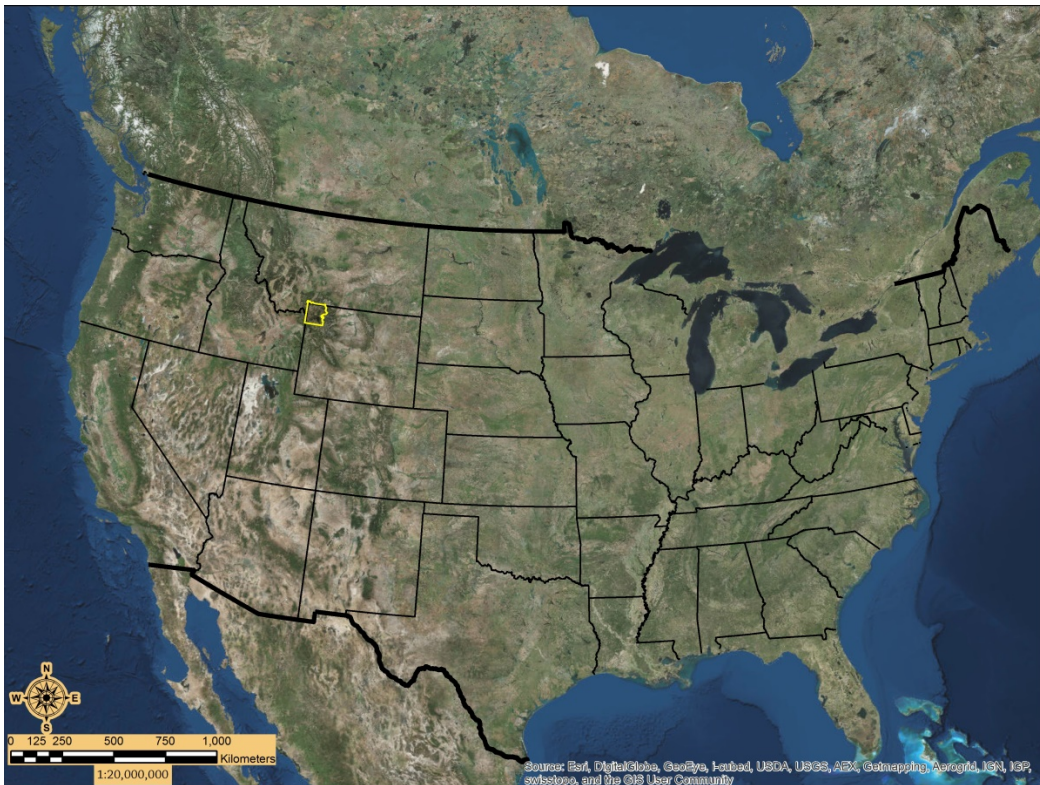 N
W E
S
0 125 250 500 750 1,000
Kilometers
1:20,000,000
Source: Esri, DigitalGlobe, GeoEye, i-cubed, USDA, USGS, AEX, Getmapping, Aerogrid, IGN, IGP,
swisstopo, and the GIS User Community